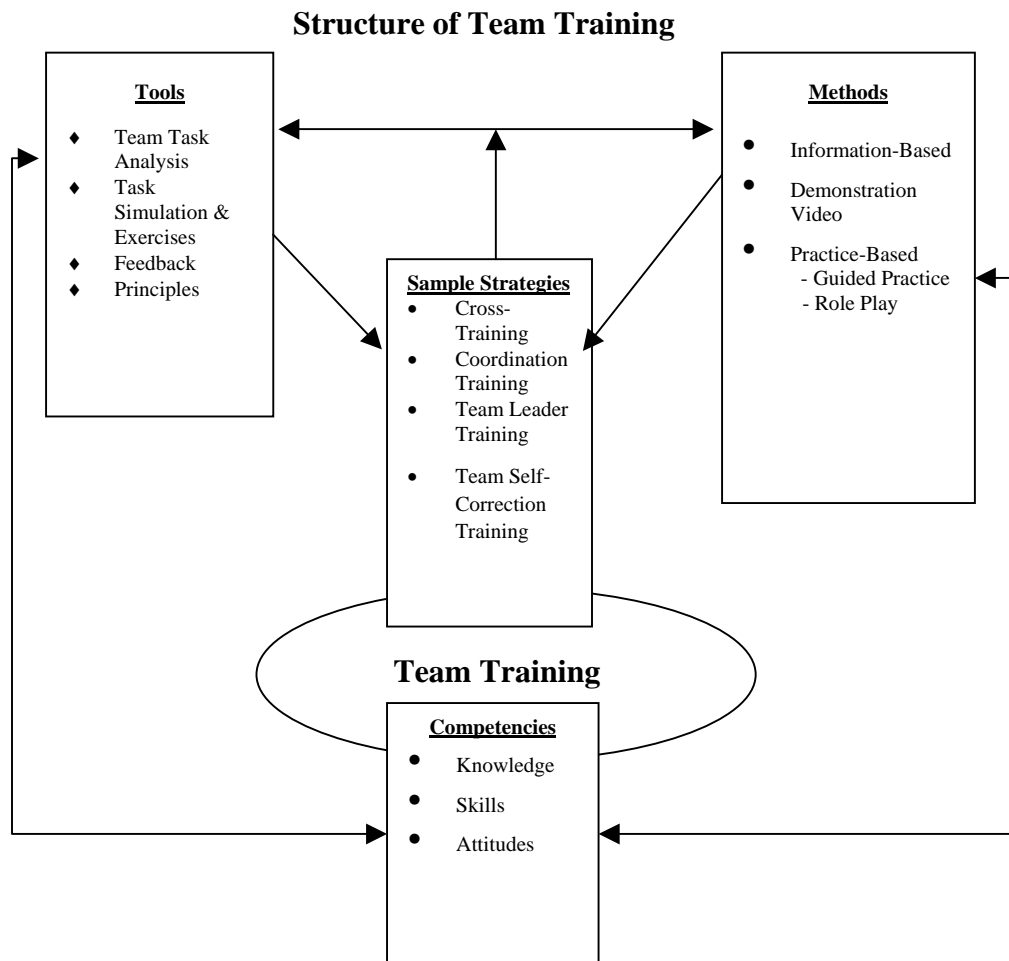 Structure of Team Training
Tools
♦ Team Task
Analysis
♦ Task
Simulation &
Exercises
♦ Feedback
♦ Principles
Methods
● Information-Based
● Demonstration
Video
● Practice-Based
- Guided Practice
- Role Play
Sample Strategies
• Cross-
Training
• Coordination
Training
• Team Leader
Training
• Team Self-
Correction
Training
Team Training
Competencies
● Knowledge
● Skills
● Attitudes